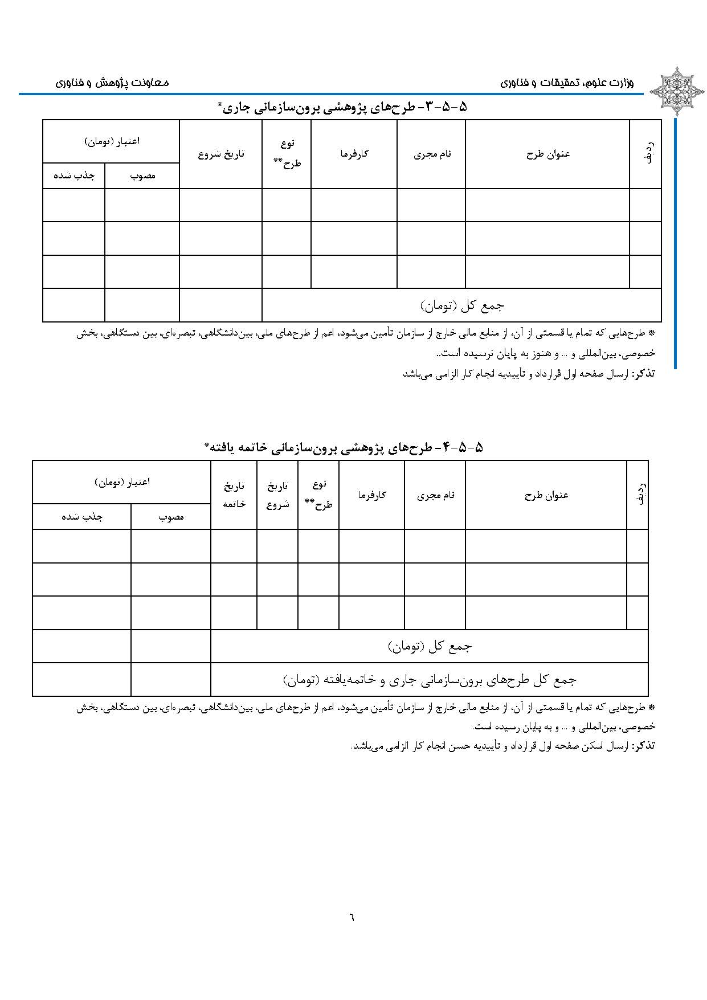 وزارت علوم، تحقیقات و فناوری
معاونت پژوهش و فناوری
۵-۵-۳- طرح‌های پژوهشی برون‌سازمانی جاری*
ردیف
عنوان طرح
نام مجری
کارفرما
نوع
طرح**
تاریخ شروع
اعتبار (تومان)
مصوب
جذب شده
جمع کل (تومان)
* طرح‌هایی که تمام یا قسمتی از آن، از منابع مالی خارج از سازمان تأمین می‌شود، اعم از طرح‌های ملی، بین‌دانشگاهی، تبصره‌ای، بین دستگاهی، بخش
خصوصی، بین‌المللی و ... و هنوز به پایان نرسیده است..
تذکر: ارسال صفحه اول قرارداد و تأییدیه انجام کار الزامی می‌باشد
۵-۵-۴- طرح‌های پژوهشی برون‌سازمانی خاتمه یافته*
ردیف
عنوان طرح
نام مجری
کارفرما
نوع
طرح**
تاریخ
شروع
تاریخ
خاتمه
اعتبار (تومان)
مصوب
جذب شده
جمع کل (تومان)
جمع کل طرح‌های برون‌سازمانی جاری و خاتمه‌یافته (تومان)
* طرح‌هایی که تمام یا قسمتی از آن، از منابع مالی خارج از سازمان تأمین می‌شود، اعم از طرح‌های ملی، بین‌دانشگاهی، تبصره‌ای، بین دستگاهی، بخش
خصوصی، بین‌المللی و ... و به پایان رسیده است.
تذکر: ارسال اسکن صفحه اول قرارداد و تأییدیه حسن انجام کار الزامی می‌باشد.
٦